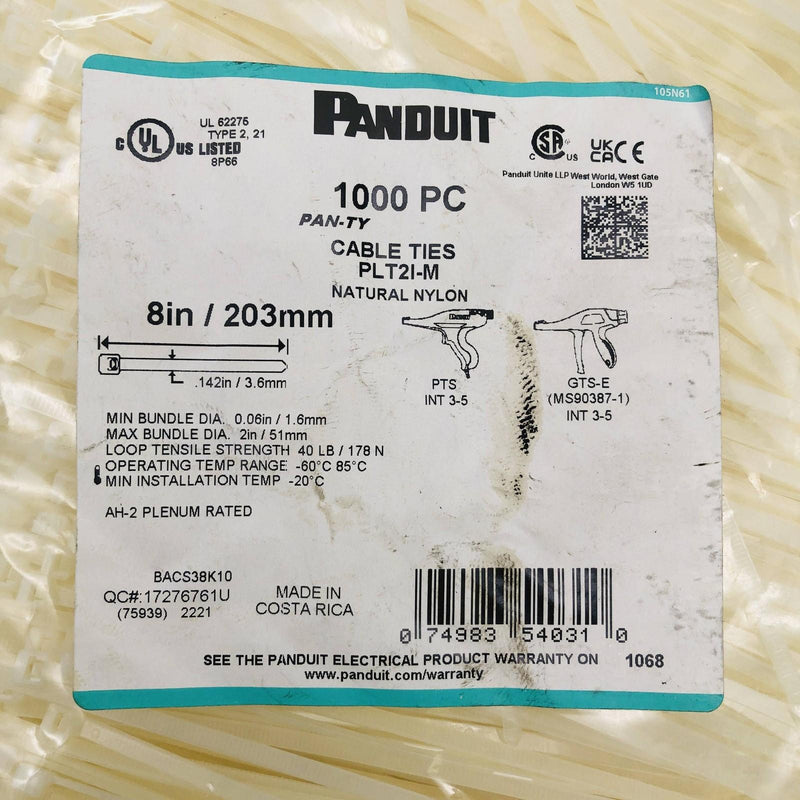 105N61
PANDUIT
UL 62275
TYPE 2, 21
c UL US LISTED
8P66
CSA
C US
UK
CA CE
Panduit Unite LLP West World, West Gate
London W5 1UD
1000 PC
PAN-TY
CABLE TIES
PLT2I-M
NATURAL NYLON
8in / 203mm
.142in / 3.6mm
PANDUIT
PTS
INT 3-5
GTS-E
(MS90387-1)
INT 3-5
MIN BUNDLE DIA. 0.06in / 1.6mm
MAX BUNDLE DIA. 2in / 51mm
LOOP TENSILE STRENGTH 40 LB / 178 N
OPERATING TEMP RANGE -60°C 85°C
MIN INSTALLATION TEMP -20°C
AH-2 PLENUM RATED
BACS38K10
QC#:17276761U
(75939) 2221
MADE IN
COSTA RICA
0 74983 54031 0
SEE THE PANDUIT ELECTRICAL PRODUCT WARRANTY ON
www.panduit.com/warranty
1068